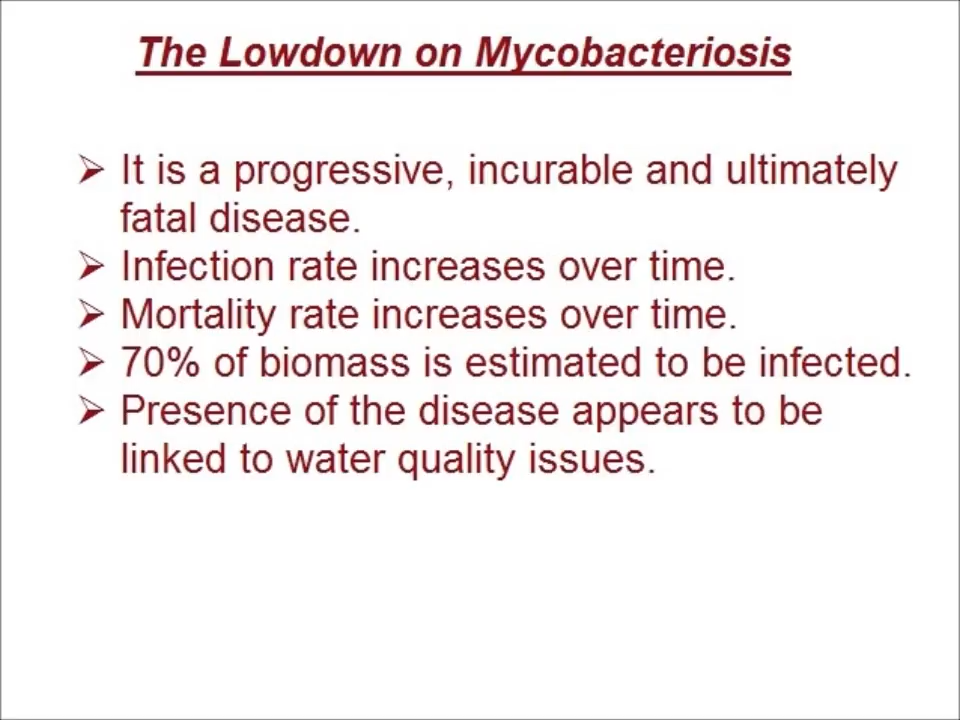 The Lowdown on Mycobacteriosis
➢ It is a progressive, incurable and ultimately
fatal disease.
➢ Infection rate increases over time.
➢ Mortality rate increases over time.
➢ 70% of biomass is estimated to be infected.
➢ Presence of the disease appears to be
linked to water quality issues.